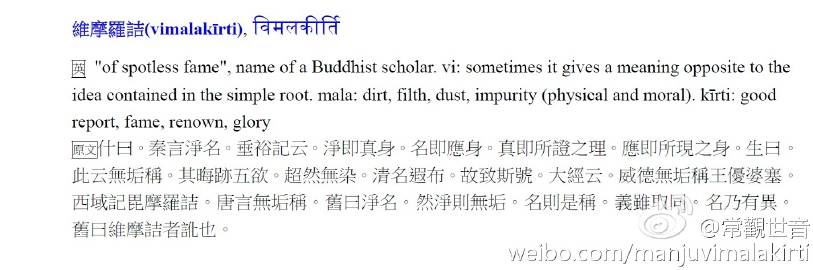 維摩羅詰(vimalakīrti), विमलकीर्ति
英 "of spotless fame", name of a Buddhist scholar. vi: sometimes it gives a meaning opposite to the
idea contained in the simple root. mala: dirt, filth, dust, impurity (physical and moral). kīrti: good
report, fame, renown, glory
原文 什曰。秦言淨名。垂裕記云。淨即真身。名即應身。真即所證之理。應即所現之身。生曰。
此云無垢稱。其晦跡五欲。超然無染。清名遐布。故致斯號。大經云。威德無垢稱王優婆塞。
西域記毘摩羅詰。唐言無垢稱。舊曰淨名。然淨則無垢。名則是稱。義雖取同。名乃有異。
舊曰維摩詰者訛也。
@常觀世音
weibo.com/manjuvimalakirti